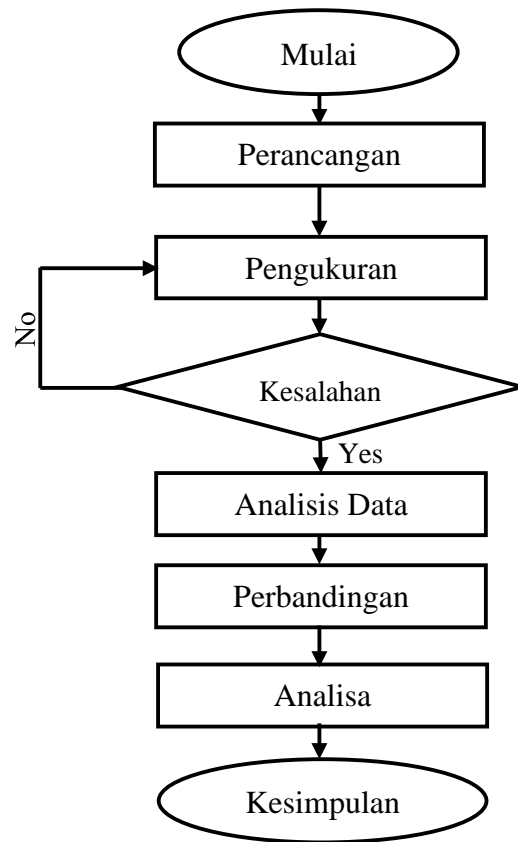 Mulai
Perancangan
Pengukuran
No
Kesalahan
Yes
Analisis Data
Perbandingan
Analisa
Kesimpulan